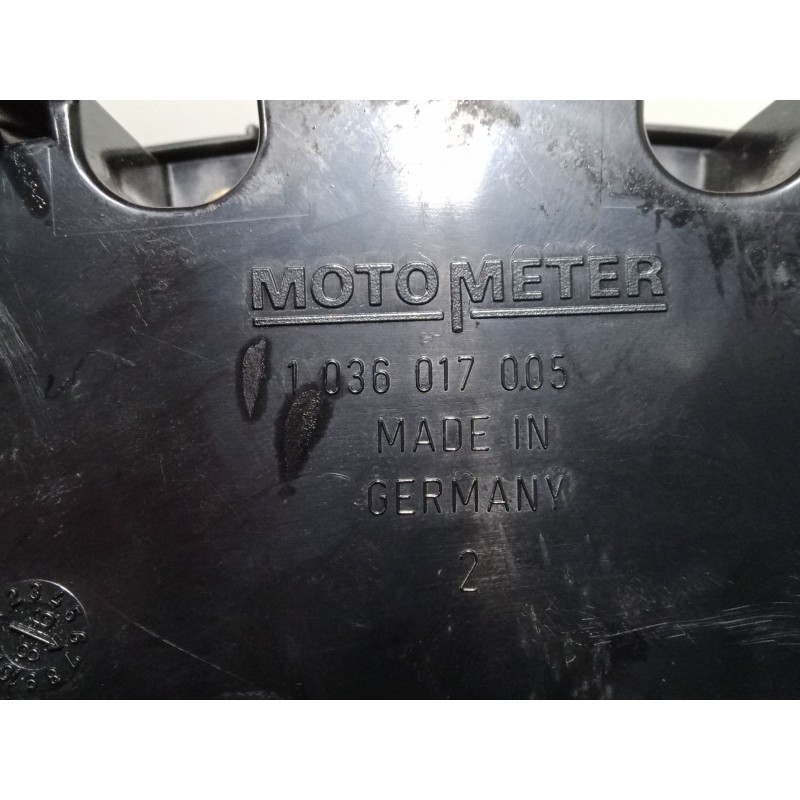 MOTOMETER
1 036 017 005
MADE IN
GERMANY
2